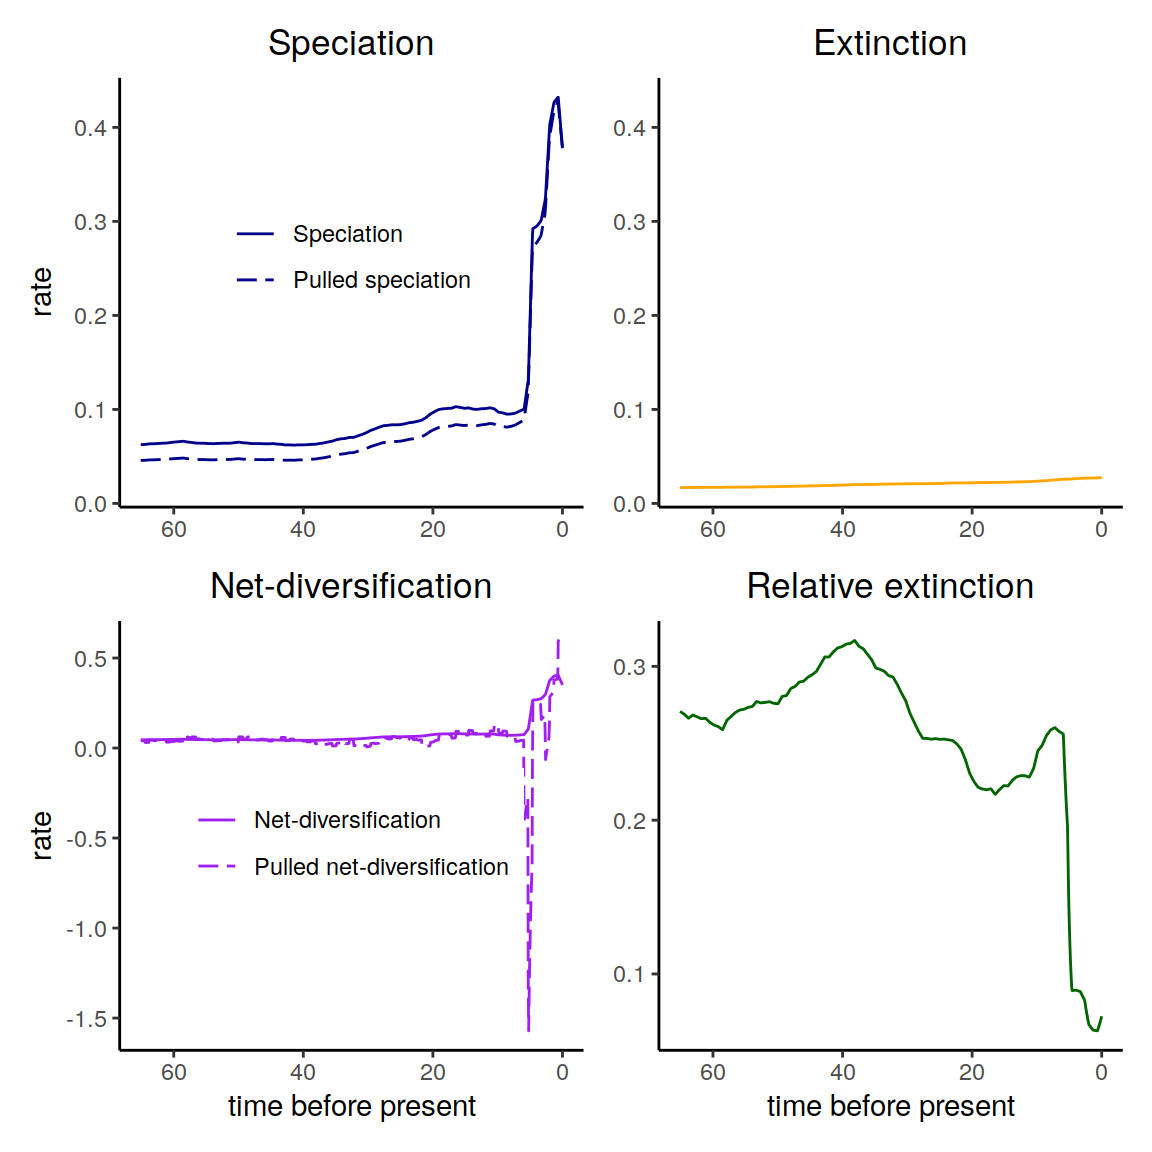 Speciation
Extinction
rate
0.4
0.3
0.2
0.1
0.0
Speciation
Pulled speciation
60 40 20 0
0.4
0.3
0.2
0.1
0.0
60 40 20 0
Net-diversification
Relative extinction
rate
0.5
0.0
-0.5
-1.0
-1.5
Net-diversification
Pulled net-diversification
60 40 20 0
time before present
0.3
0.2
0.1
60 40 20 0
time before present